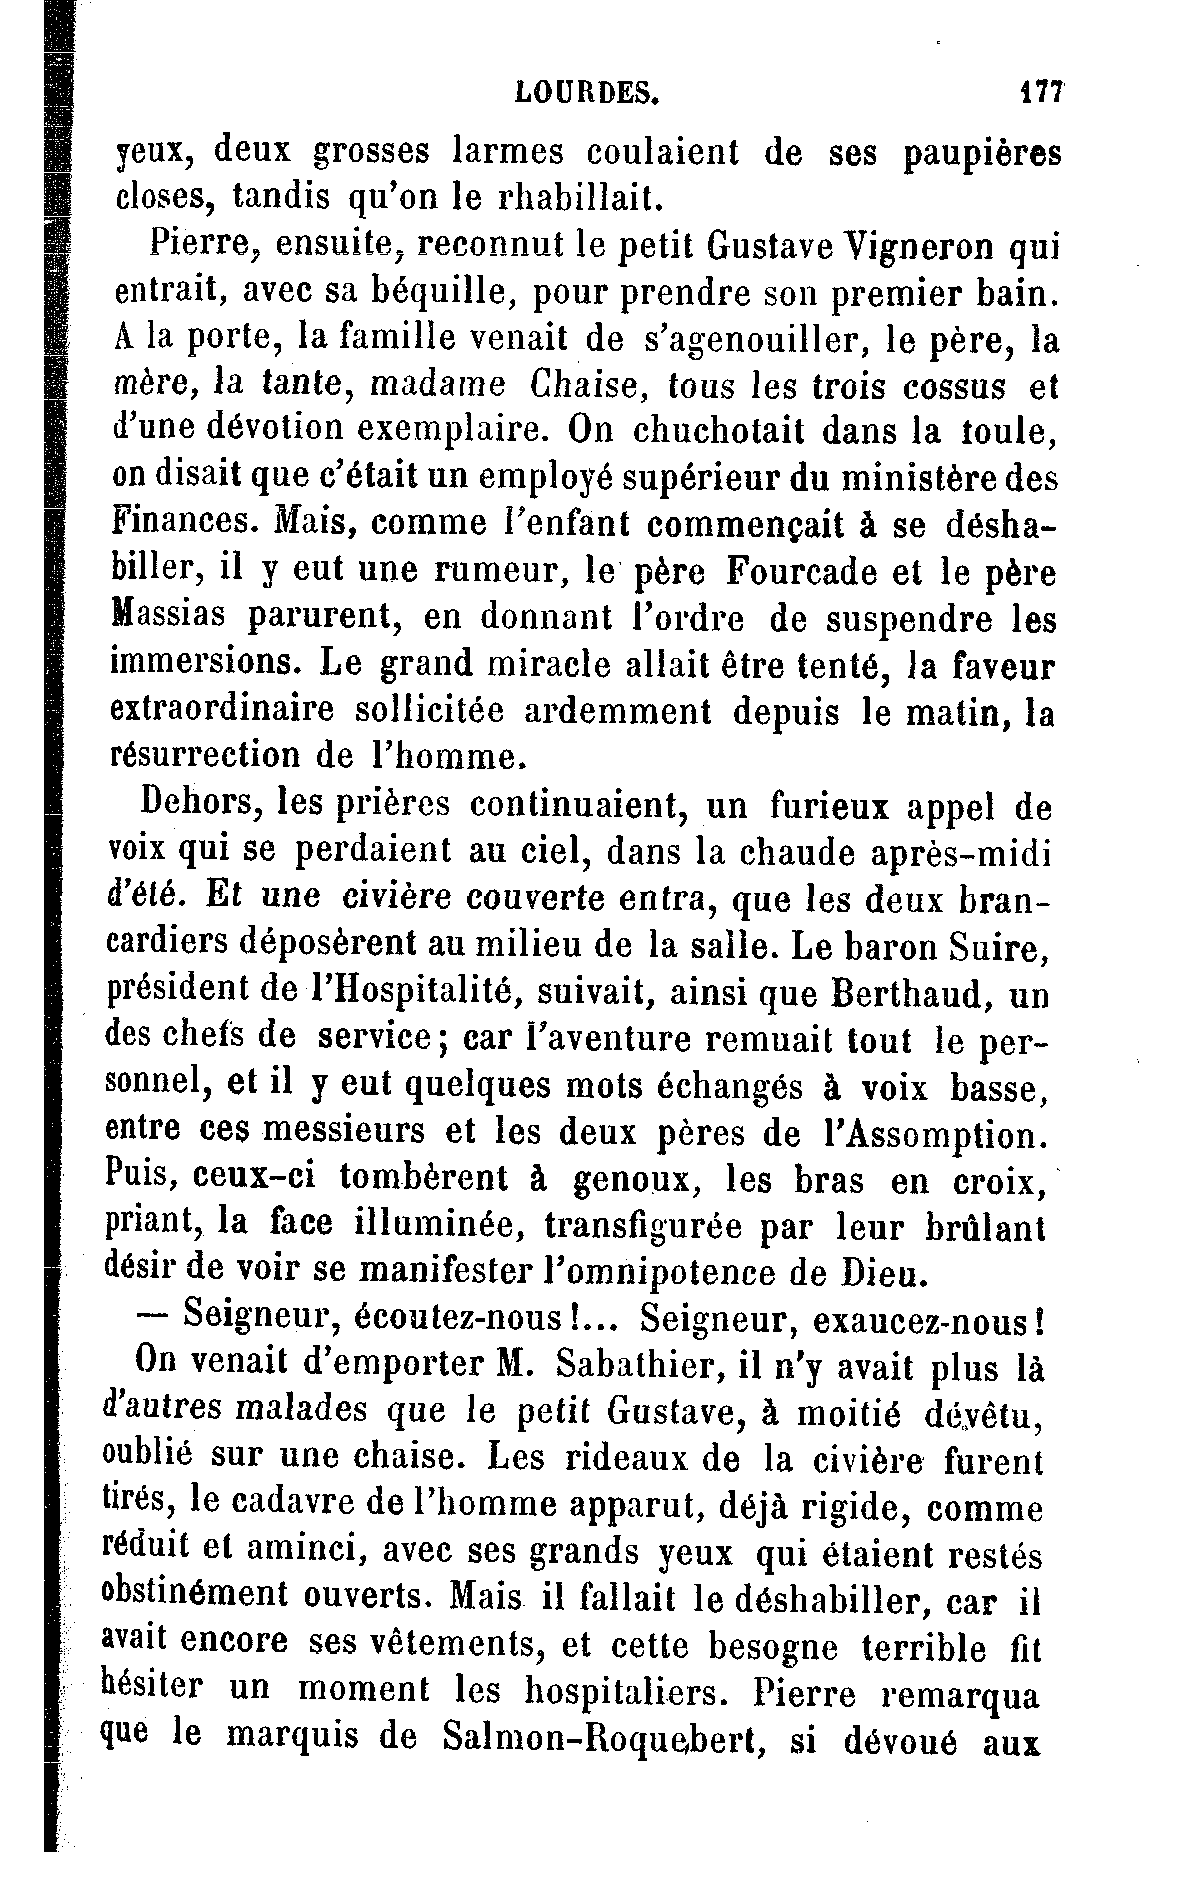 LOURDES. 177
yeux, deux grosses larmes coulaient de ses paupières
closes, tandis qu'on le rhabillait.
Pierre, ensuite, reconnut le petit Gustave Vigneron qui
entrait, avec sa béquille, pour prendre son premier bain.
A la porte, la famille venait de s'agenouiller, le père, la
mère, la tante, madame Chaise, tous les trois cossus et
d'une dévotion exemplaire. On chuchotait dans la foule,
on disait que c'était un employé supérieur du ministère des
Finances. Mais, comme l'enfant commençait à se désha-
biller, il y eut une rumeur, le père Fourcade et le père
Massias parurent, en donnant l'ordre de suspendre les
immersions. Le grand miracle allait être tenté, la faveur
extraordinaire sollicitée ardemment depuis le matin, la
résurrection de l'homme.
Dehors, les prières continuaient, un furieux appel de
voix qui se perdaient au ciel, dans la chaude après-midi
d'été. Et une civière couverte entra, que les deux bran-
cardiers déposèrent au milieu de la salle. Le baron Suire,
président de l'Hospitalité, suivait, ainsi que Berthaud, un
des chefs de service; car l'aventure remuait tout le per-
sonnel, et il y eut quelques mots échangés à voix basse,
entre ces messieurs et les deux pères de l'Assomption.
Puis, ceux-ci tombèrent à genoux, les bras en croix,
priant, la face illuminée, transfigurée par leur brûlant
désir de voir se manifester l'omnipotence de Dieu.
— Seigneur, écoutez-nous!... Seigneur, exaucez-nous!
On venait d'emporter M. Sabathier, il n'y avait plus là
d'autres malades que le petit Gustave, à moitié dévêtu,
oublié sur une chaise. Les rideaux de la civière furent
tirés, le cadavre de l'homme apparut, déjà rigide, comme
réduit et aminci, avec ses grands yeux qui étaient restés
obstinément ouverts. Mais il fallait le déshabiller, car il
avait encore ses vêtements, et cette besogne terrible fit
hésiter un moment les hospitaliers. Pierre remarqua
que le marquis de Salmon-Roquebert, si dévoué aux